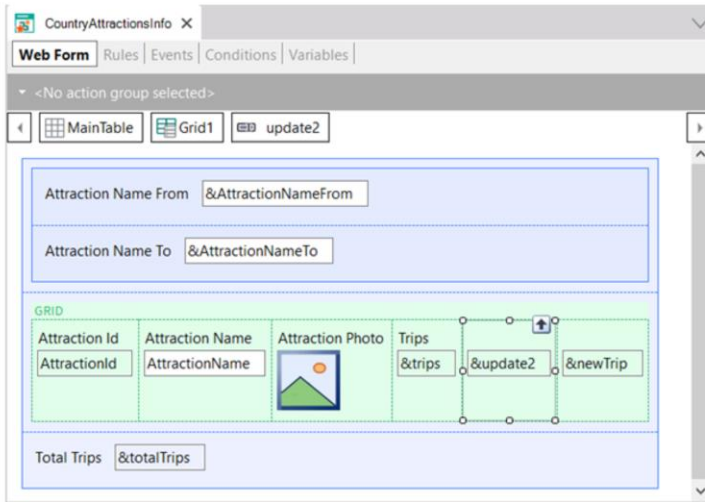 CountryAttractionsInfo ×
Web Form Rules Events Conditions Variables
<No action group selected>
MainTable Grid1 update2
Attraction Name From &AttractionNameFrom
Attraction Name To &AttractionNameTo
GRID
Attraction Id Attraction Name Attraction Photo Trips
AttractionId AttractionName &trips &update2 &newTrip
Total Trips &totalTrips